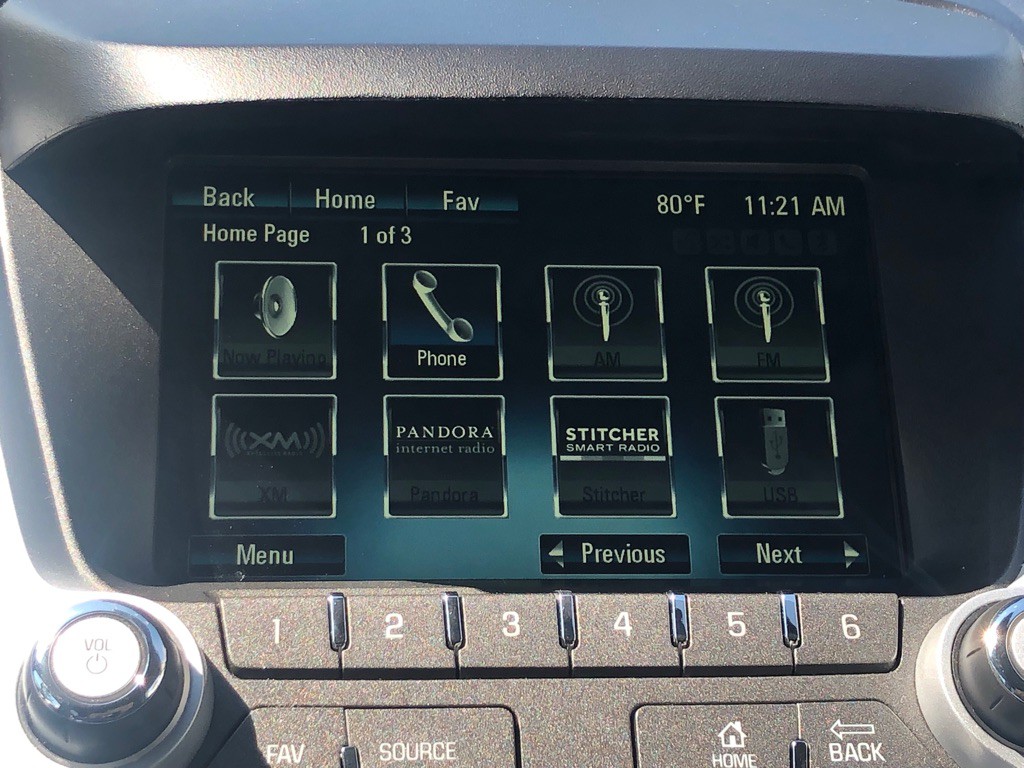 Back Home Fav 80°F 11:21 AM
Home Page 1 of 3
Now Playing Phone AM FM
XM PANDORA STITCHER
SATELLITE RADIO internet radio SMART RADIO
XM Pandora Stitcher USB
Menu Previous Next
1 2 3 4 5 6
VOL
FAV SOURCE HOME BACK